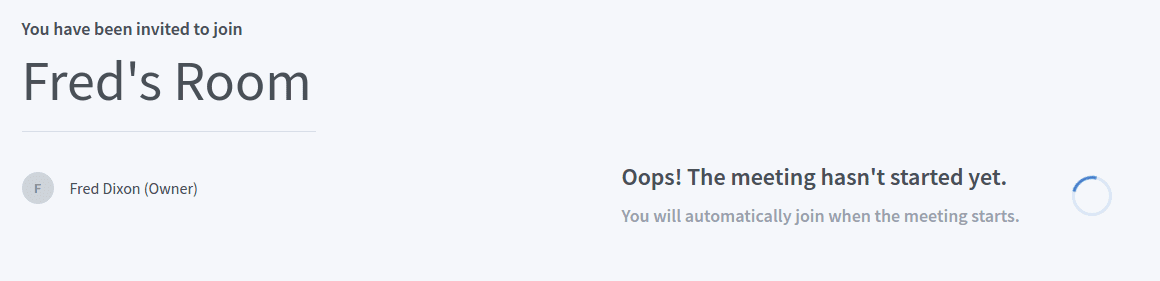 You have been invited to join
Fred's Room
F
Fred Dixon (Owner)
Oops! The meeting hasn't started yet.
You will automatically join when the meeting starts.